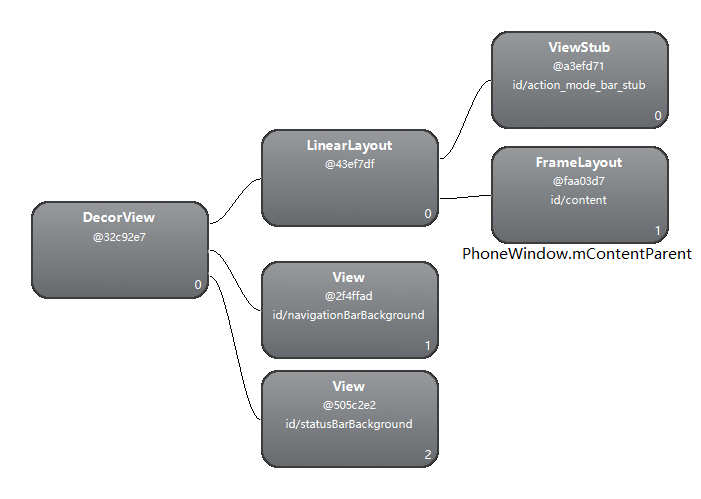 ViewStub
@a3efd71
id/action_mode_bar_stub
0
LinearLayout
@43ef7df
0
FrameLayout
@faa03d7
id/content
1
PhoneWindow.mContentParent
DecorView
@32c92e7
0
View
@2f4ffad
id/navigationBarBackground
1
View
@505c2e2
id/statusBarBackground
2